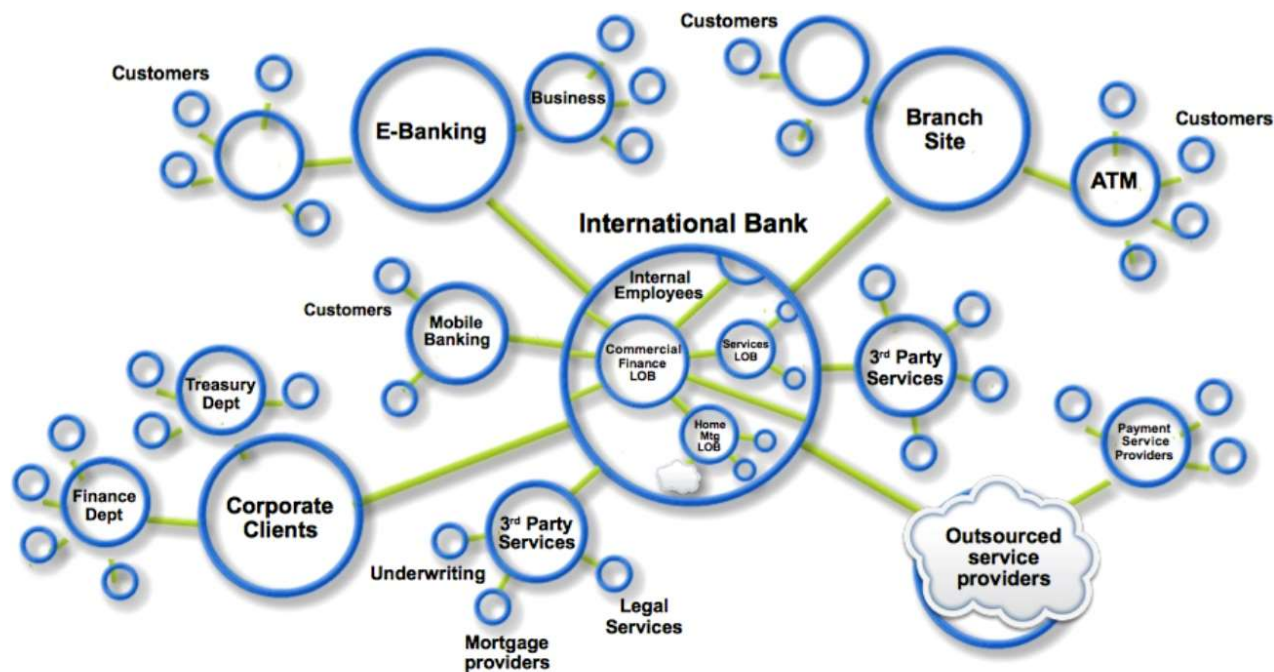 Customers
Customers
Business
E-Banking
Branch
Site
Customers
ATM
International Bank
Internal
Employees
Customers
Mobile
Banking
Commercial
Finance
LOB
Services
LOB
3rd Party
Services
Treasury
Dept
Home
Mtg
LOB
Payment
Service
Providers
Finance
Dept
Corporate
Clients
3rd Party
Services
Outsourced
service
providers
Underwriting
Legal
Services
Mortgage
providers